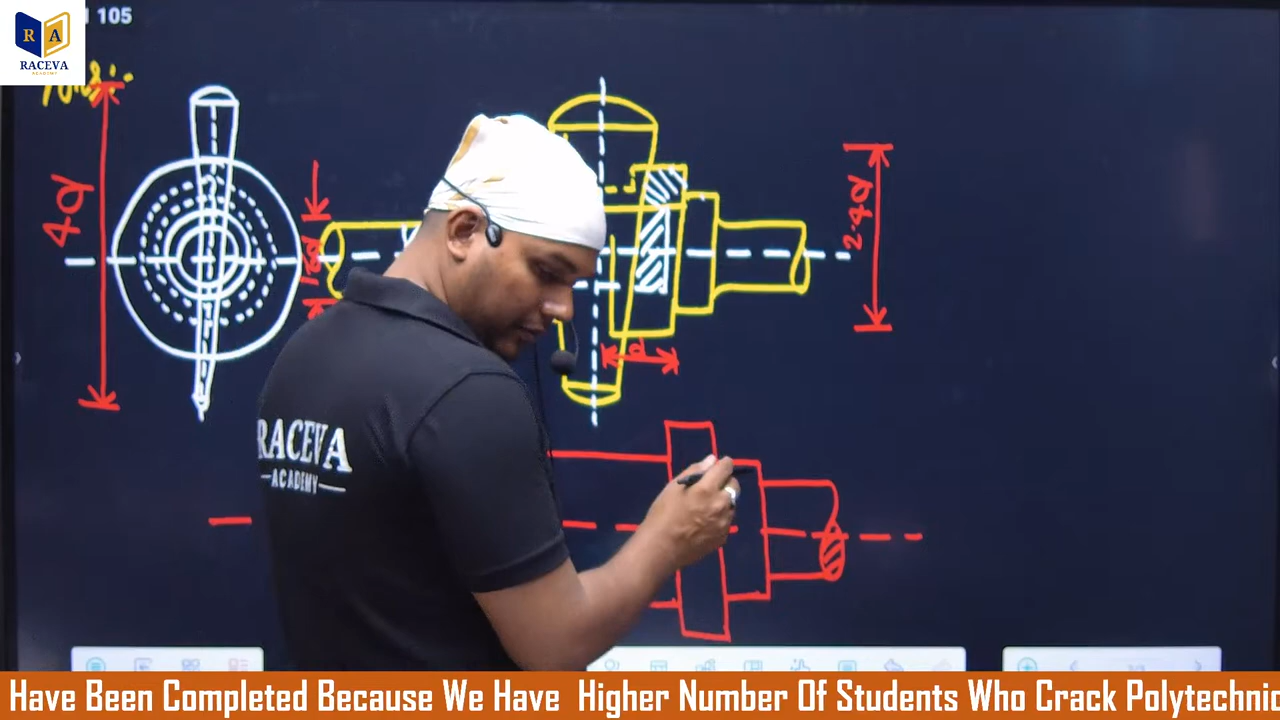 105
R A
RACEVA
ACADEMY
4d
2.4d
d
RACEVA
ACADEMY
Have Been Completed Because We Have Higher Number Of Students Who Crack Polytechnic